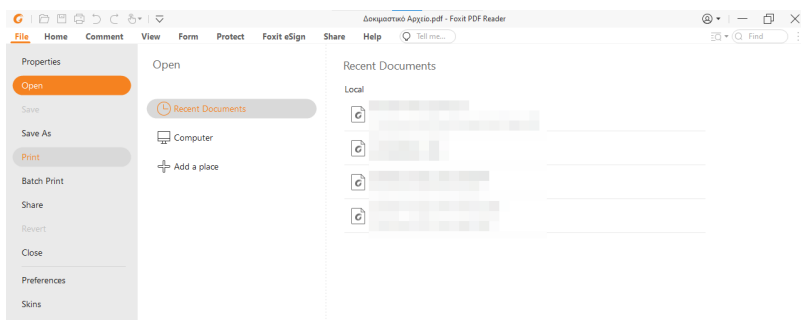 Δοκιμαστικό Αρχείο.pdf - Foxit PDF Reader
File Home Comment View Form Protect Foxit eSign Share Help Tell me... Find
Properties
Open
Save
Save As
Print
Batch Print
Share
Revert
Close
Preferences
Skins
Open
Recent Documents
Computer
Add a place
Recent Documents
Local